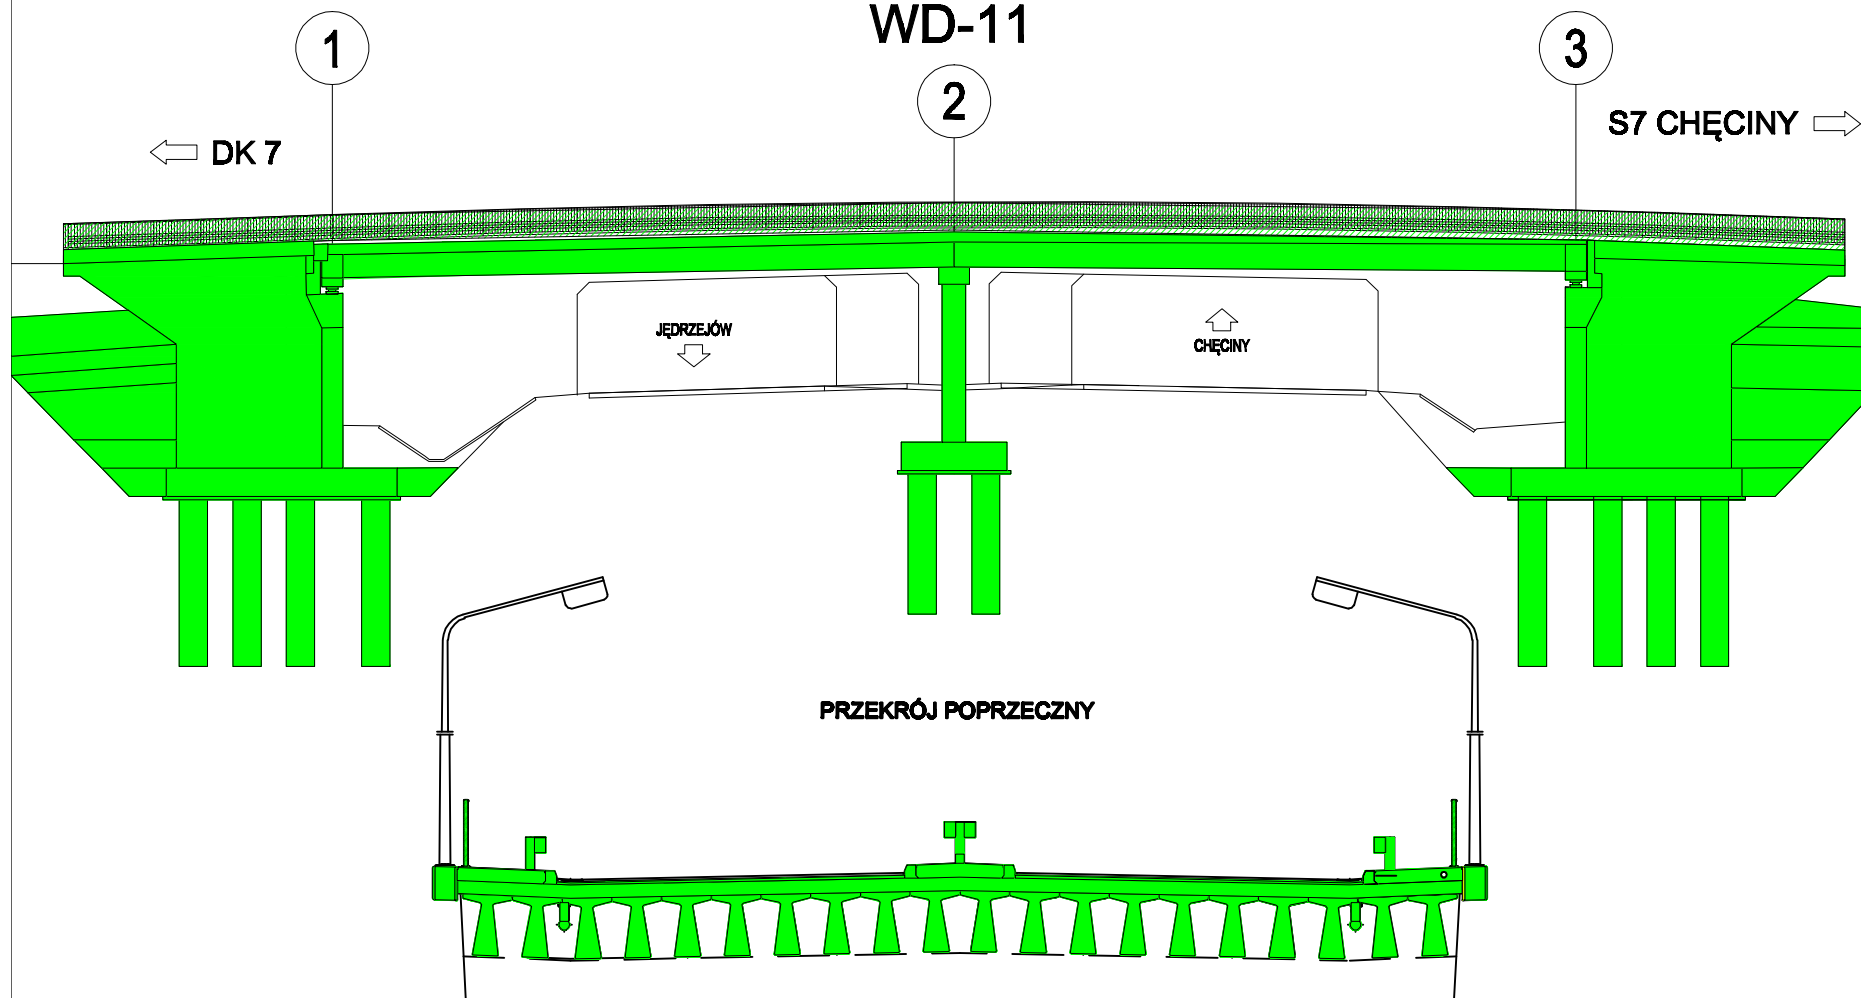 WD-11
1
2
3
DK 7
S7 CHĘCINY
JĘDRZEJÓW
CHĘCINY
PRZEKRÓJ POPRZECZNY